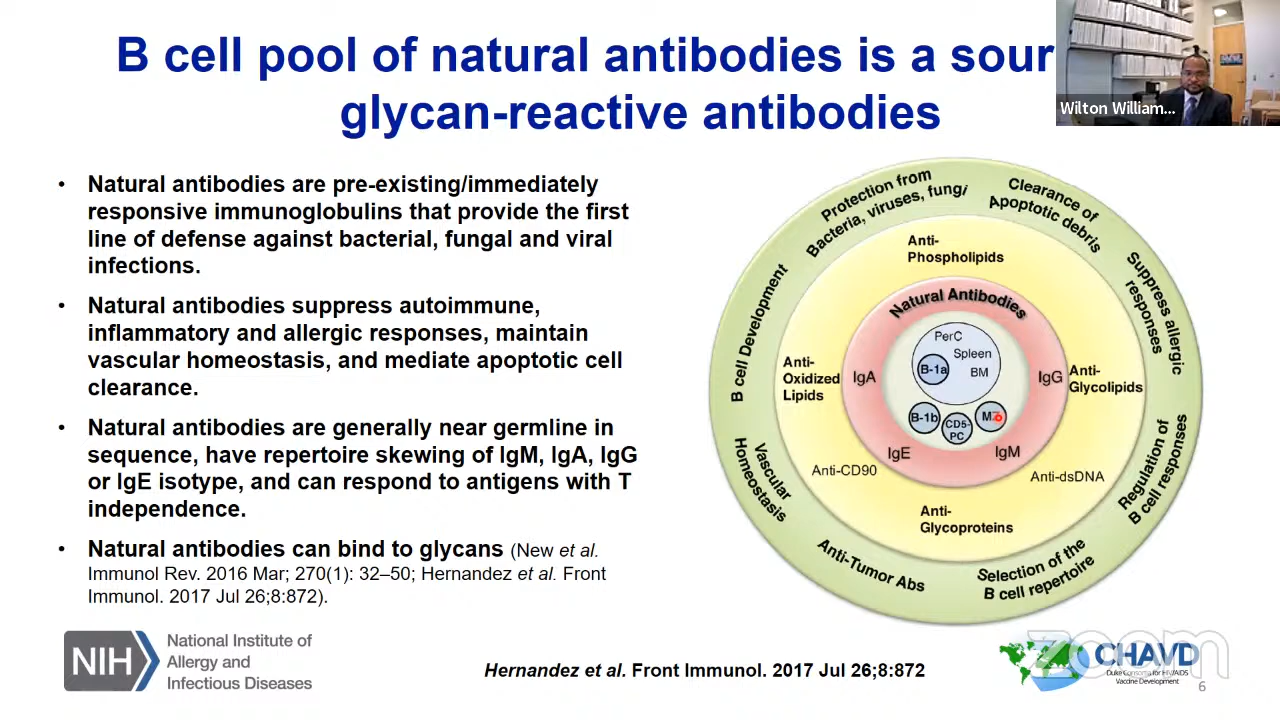 B cell pool of natural antibodies is a sour
glycan-reactive antibodies
Wilton William...
• Natural antibodies are pre-existing/immediately
responsive immunoglobulins that provide the first
line of defense against bacterial, fungal and viral
infections.
• Natural antibodies suppress autoimmune,
inflammatory and allergic responses, maintain
vascular homeostasis, and mediate apoptotic cell
clearance.
• Natural antibodies are generally near germline in
sequence, have repertoire skewing of IgM, IgA, IgG
or IgE isotype, and can respond to antigens with T
independence.
• Natural antibodies can bind to glycans (New et al.
Immunol Rev. 2016 Mar; 270(1): 32–50; Hernandez et al. Front
Immunol. 2017 Jul 26;8:872).
Protection from
Bacteria, viruses, fungi
Clearance of
Apoptotic debris
Suppress allergic
responses
Regulation of
B cell responses
Selection of the
B cell repertoire
Anti-Tumor Abs
Vascular
Homeostasis
B cell Development
Anti-
Phospholipids
Anti-
Glycolipids
Anti-dsDNA
Anti-
Glycoproteins
Anti-CD90
Anti-
Oxidized
Lipids
Natural Antibodies
IgA
IgG
IgE
IgM
PerC
Spleen
BM
B-1a
B-1b
CD5-
PC
NIH
National Institute of
Allergy and
Infectious Diseases
Hernandez et al. Front Immunol. 2017 Jul 26;8:872
CHAVD
Duke Consortia for HIV/AIDS
Vaccine Development
zoom
6